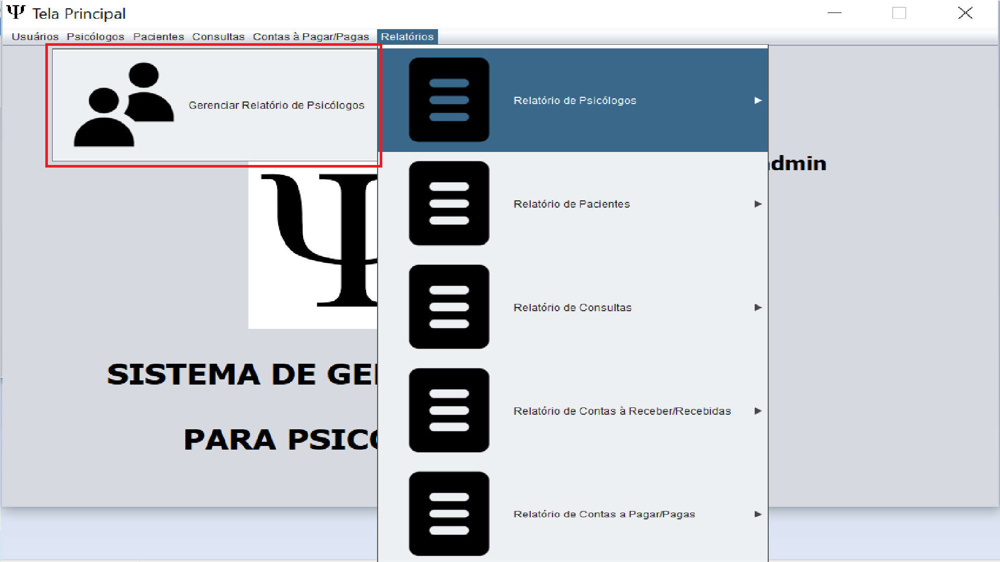 Ψ Tela Principal
Usuários Psicólogos Pacientes Consultas Contas à Pagar/Pagas Relatórios
Gerenciar Relatório de Psicólogos
Relatório de Psicólogos
Relatório de Pacientes
Relatório de Consultas
Relatório de Contas à Receber/Recebidas
Relatório de Contas a Pagar/Pagas
dmin
Ψ
SISTEMA DE GE
PARA PSIC